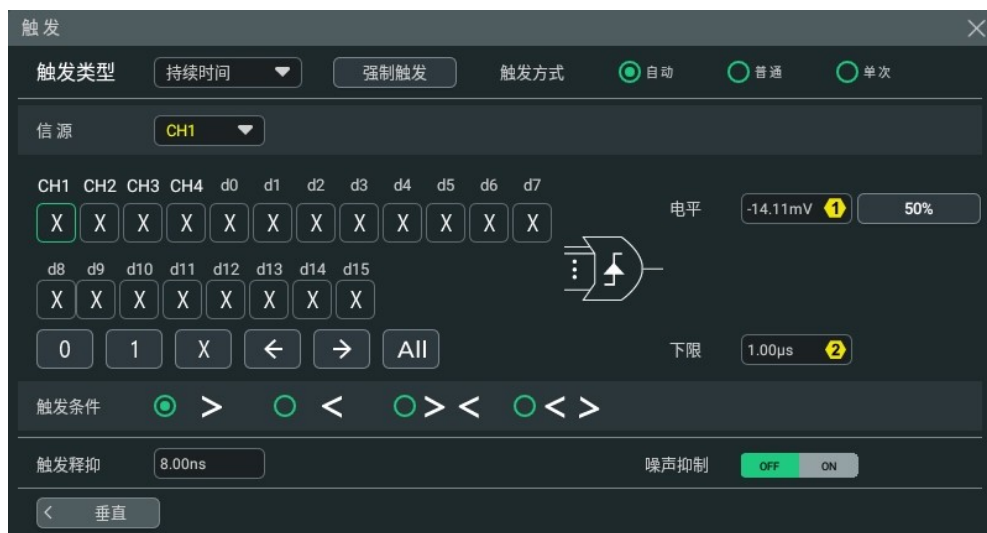 触发
触发类型 持续时间 强制触发 触发方式 自动 普通 单次
信源 CH1
CH1 CH2 CH3 CH4 d0 d1 d2 d3 d4 d5 d6 d7
X X X X X X X X X X X X 电平 -14.11mV 1 50%
d8 d9 d10 d11 d12 d13 d14 d15
X X X X X X X X
0 1 X ← → All 下限 1.00μs 2
触发条件 > < > < < >
触发释抑 8.00ns 噪声抑制 OFF ON
< 垂直